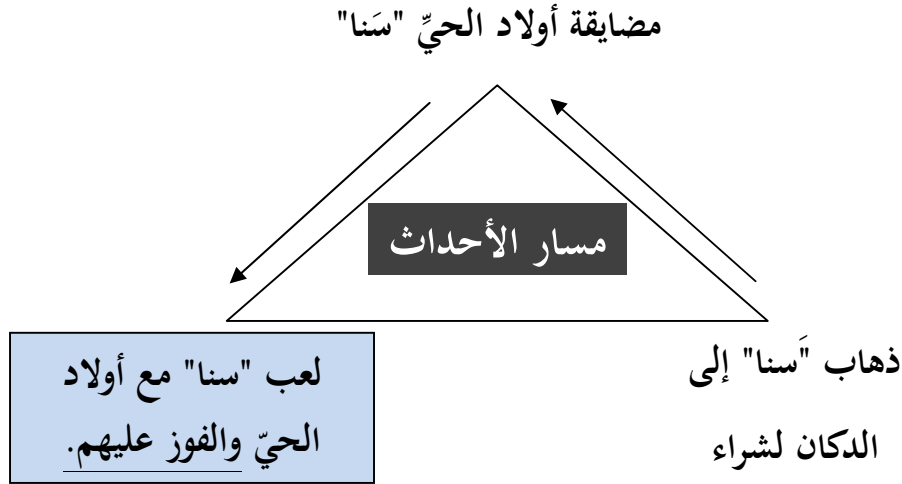 مضايقة أولاد الحيِّ "سَنا"
مسار الأحداث
ذهاب "سَنا" إلى
الدكان لشراء
لعب "سنا" مع أولاد
الحيّ والفوز عليهم.